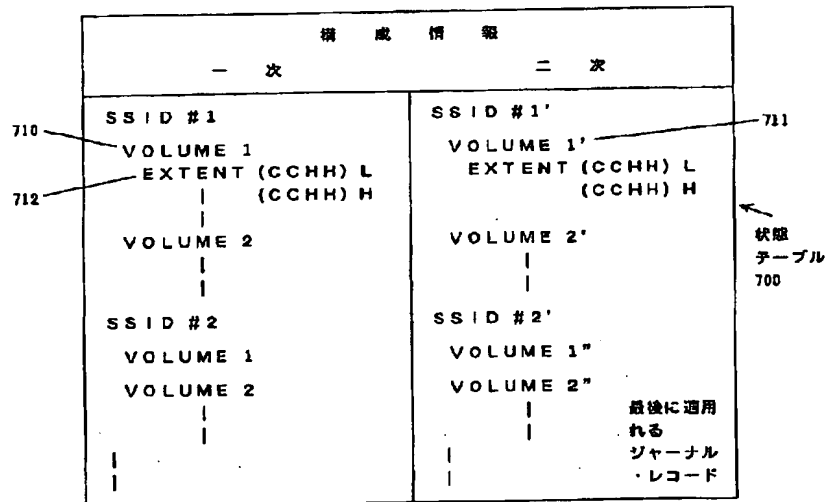 構成情報
一次 二次
SSID #1
VOLUME 1
EXTENT (CCHH) L
(CCHH) H
VOLUME 2
SSID #2
VOLUME 1
VOLUME 2
SSID #1'
VOLUME 1'
EXTENT (CCHH) L
(CCHH) H
VOLUME 2'
SSID #2'
VOLUME 1"
VOLUME 2"
最後に適用
れる
ジャーナル
・レコード
710
712
711
状態
テーブル
700